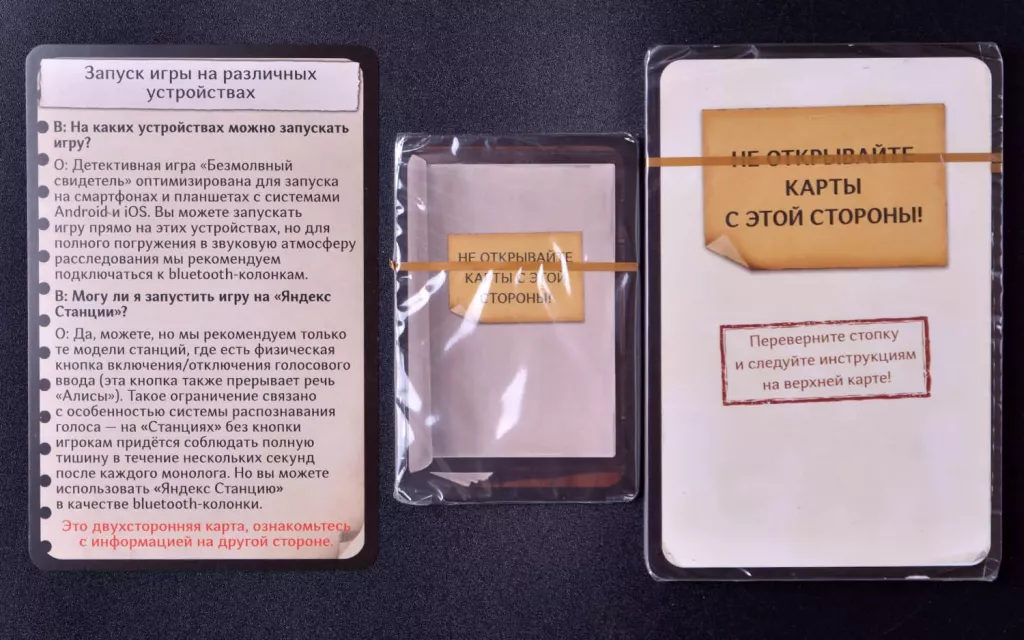 Запуск игры на различных
устройствах
В: На каких устройствах можно запускать
игру?
О: Детективная игра «Безмолвный
свидетель» оптимизирована для запуска
на смартфонах и планшетах с системами
Android и iOS. Вы можете запускать
игру прямо на этих устройствах, но для
полного погружения в звуковую атмосферу
расследования мы рекомендуем
подключаться к bluetooth-колонкам.
В: Могу ли я запустить игру на «Яндекс
Станции»?
О: Да, можете, но мы рекомендуем только
те модели станций, где есть физическая
кнопка включения/отключения голосового
ввода (эта кнопка также прерывает речь
«Алисы»). Такое ограничение связано
с особенностью системы распознавания
голоса — на «Станциях» без кнопки
игрокам придётся соблюдать полную
тишину в течение нескольких секунд
после каждого монолога. Но вы можете
использовать «Яндекс Станцию»
в качестве bluetooth-колонки.
Это двухсторонняя карта, ознакомьтесь
с информацией на другой стороне.
НЕ ОТКРЫВАЙТЕ
КАРТЫ С ЭТОЙ
СТОРОНЫ!
НЕ ОТКРЫВАЙТЕ
КАРТЫ
С ЭТОЙ СТОРОНЫ!
Переверните стопку
и следуйте инструкциям
на верхней карте!